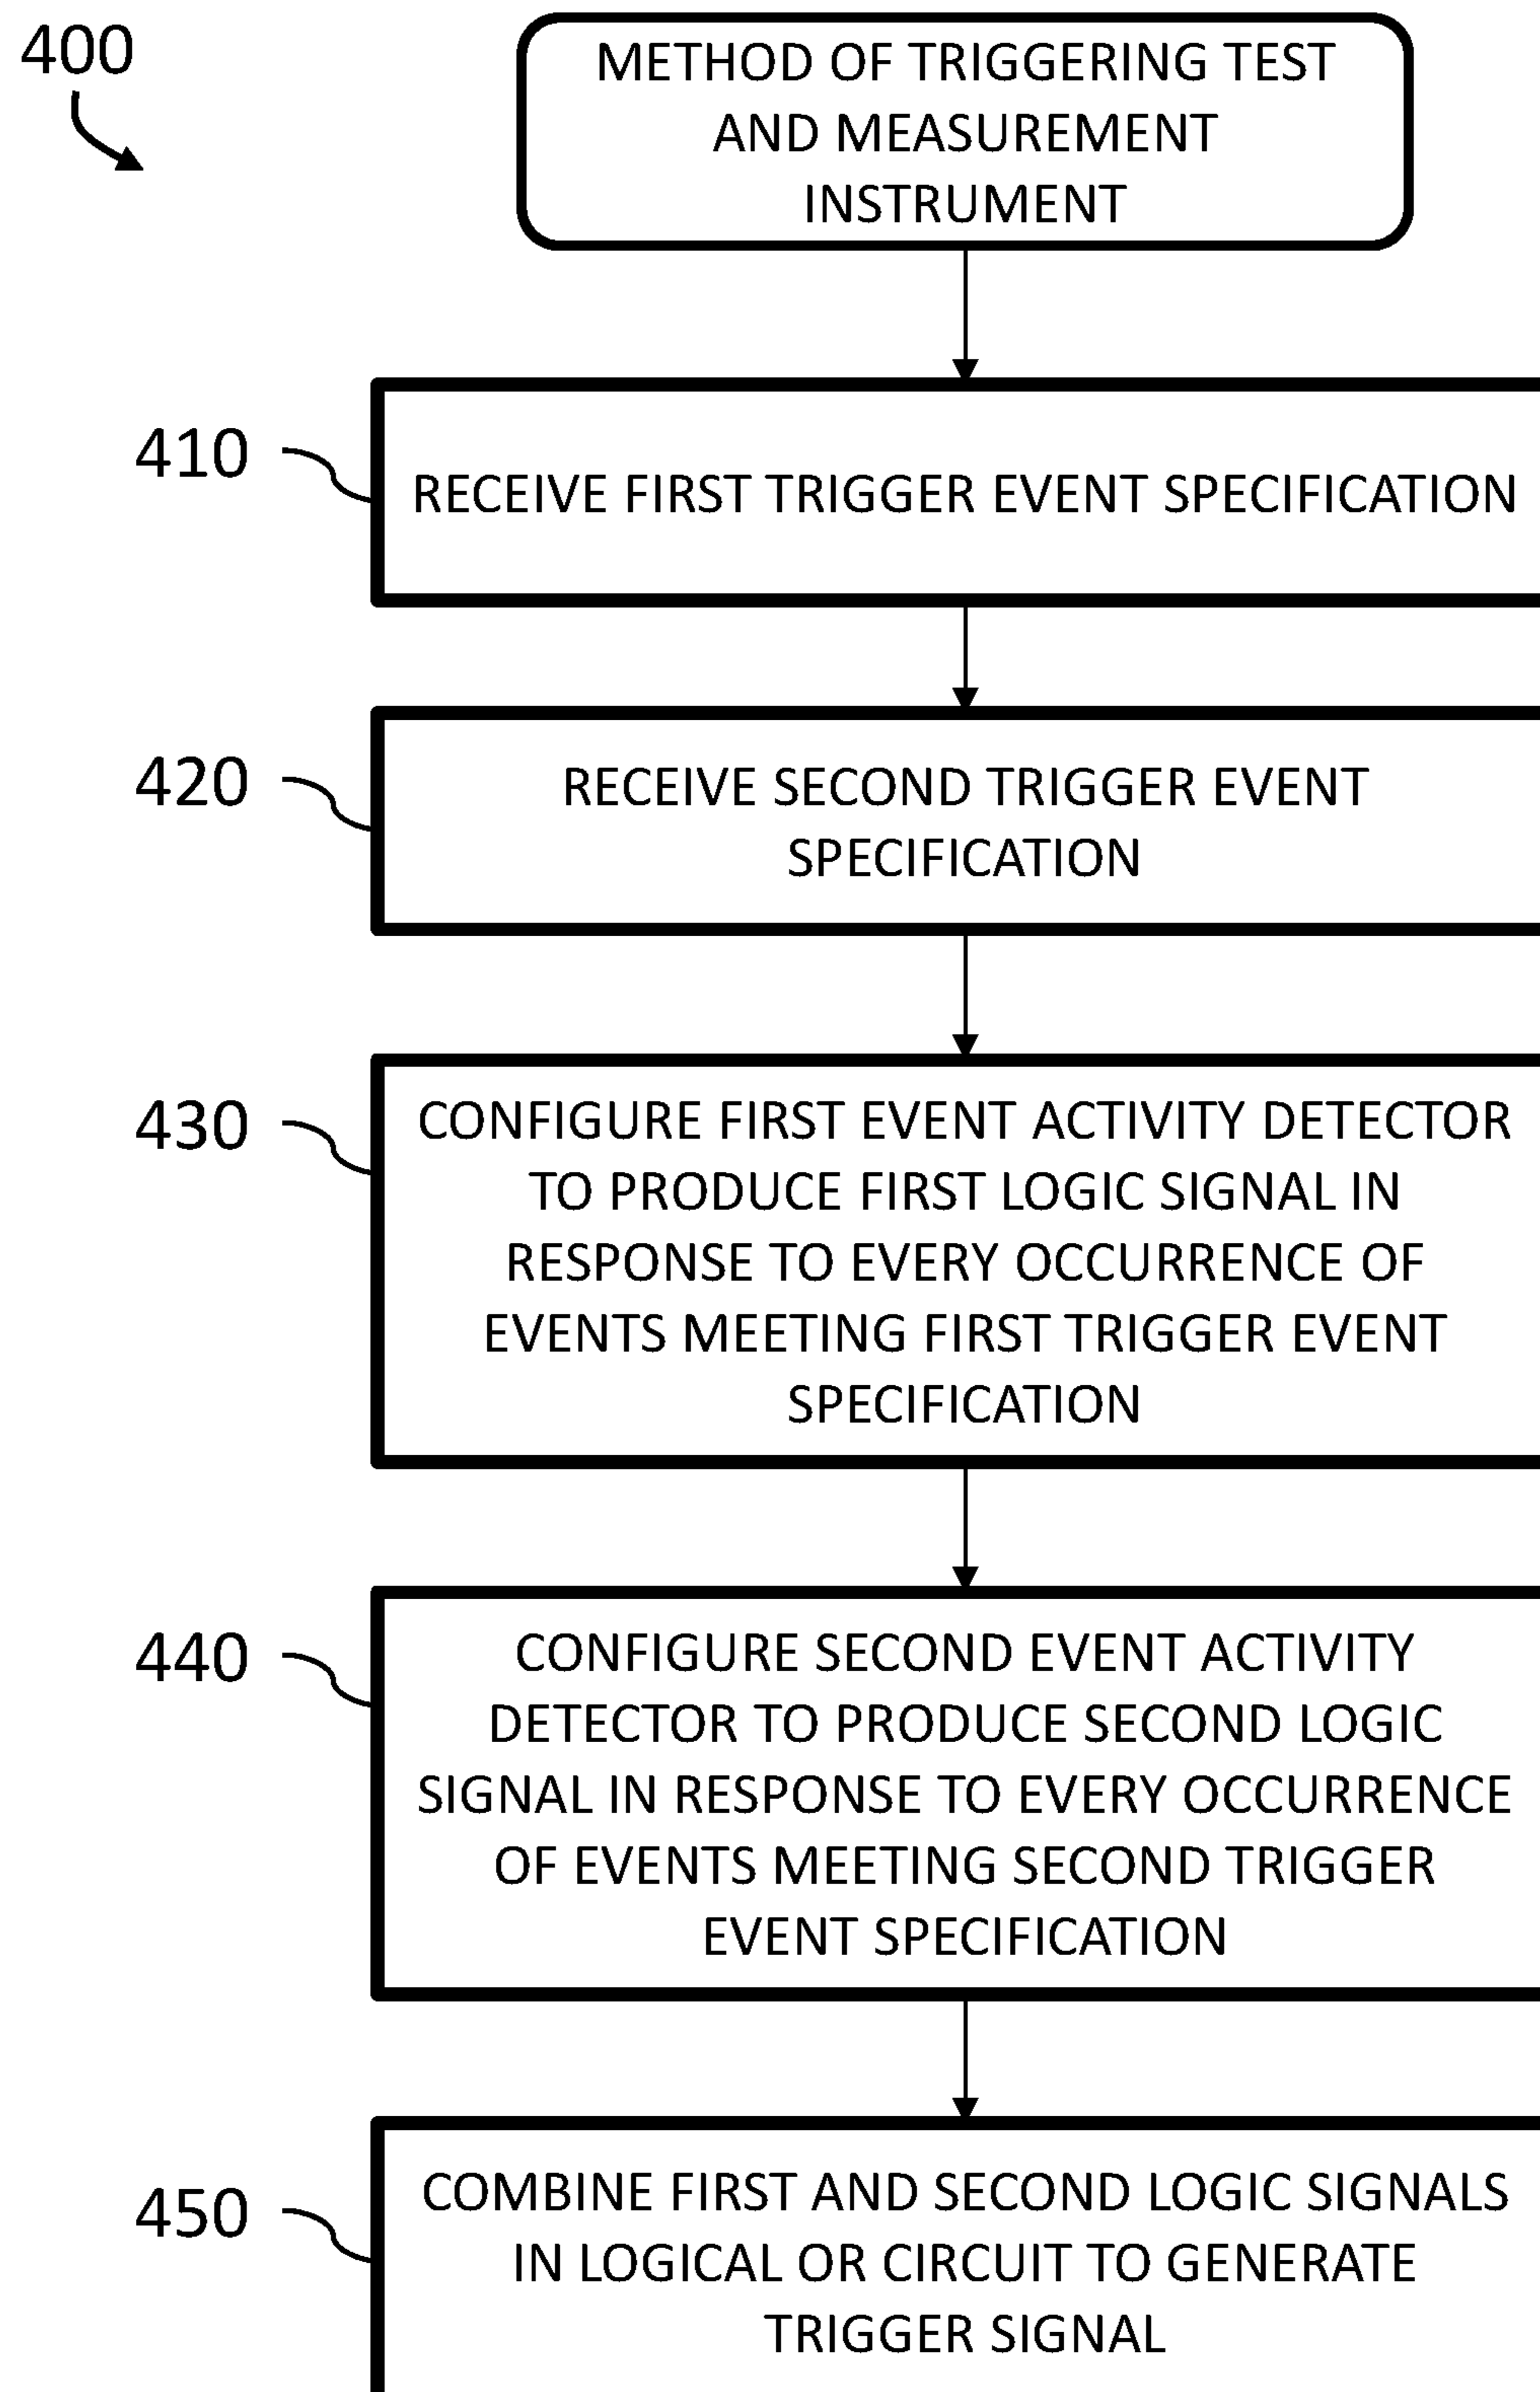 400
METHOD OF TRIGGERING TEST
AND MEASUREMENT
INSTRUMENT
410
RECEIVE FIRST TRIGGER EVENT SPECIFICATION
420
RECEIVE SECOND TRIGGER EVENT
SPECIFICATION
430
CONFIGURE FIRST EVENT ACTIVITY DETECTOR
TO PRODUCE FIRST LOGIC SIGNAL IN
RESPONSE TO EVERY OCCURRENCE OF
EVENTS MEETING FIRST TRIGGER EVENT
SPECIFICATION
440
CONFIGURE SECOND EVENT ACTIVITY
DETECTOR TO PRODUCE SECOND LOGIC
SIGNAL IN RESPONSE TO EVERY OCCURRENCE
OF EVENTS MEETING SECOND TRIGGER
EVENT SPECIFICATION
450
COMBINE FIRST AND SECOND LOGIC SIGNALS
IN LOGICAL OR CIRCUIT TO GENERATE
TRIGGER SIGNAL